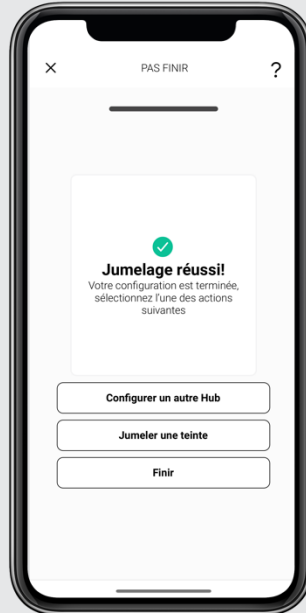 PAS FINIR ?
Jumelage réussi!
Votre configuration est terminée,
sélectionnez l'une des actions
suivantes
Configurer un autre Hub
Jumeler une teinte
Finir